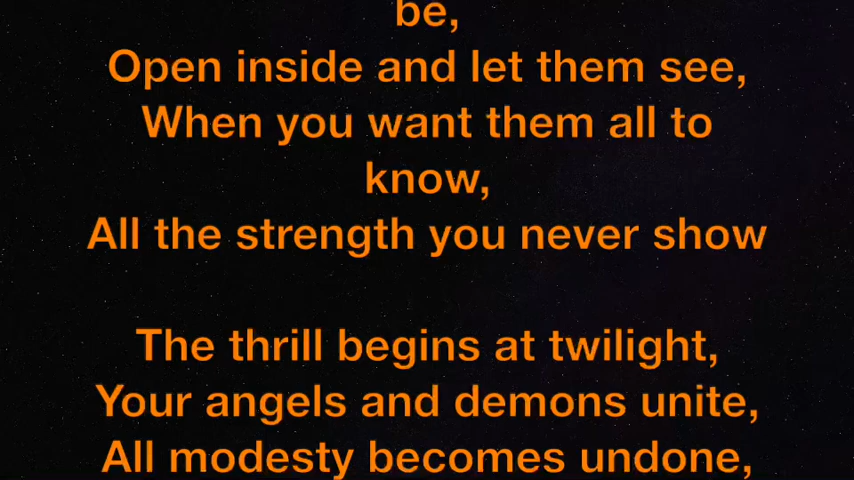 be,
Open inside and let them see,
When you want them all to
know,
All the strength you never show
The thrill begins at twilight,
Your angels and demons unite,
All modesty becomes undone,